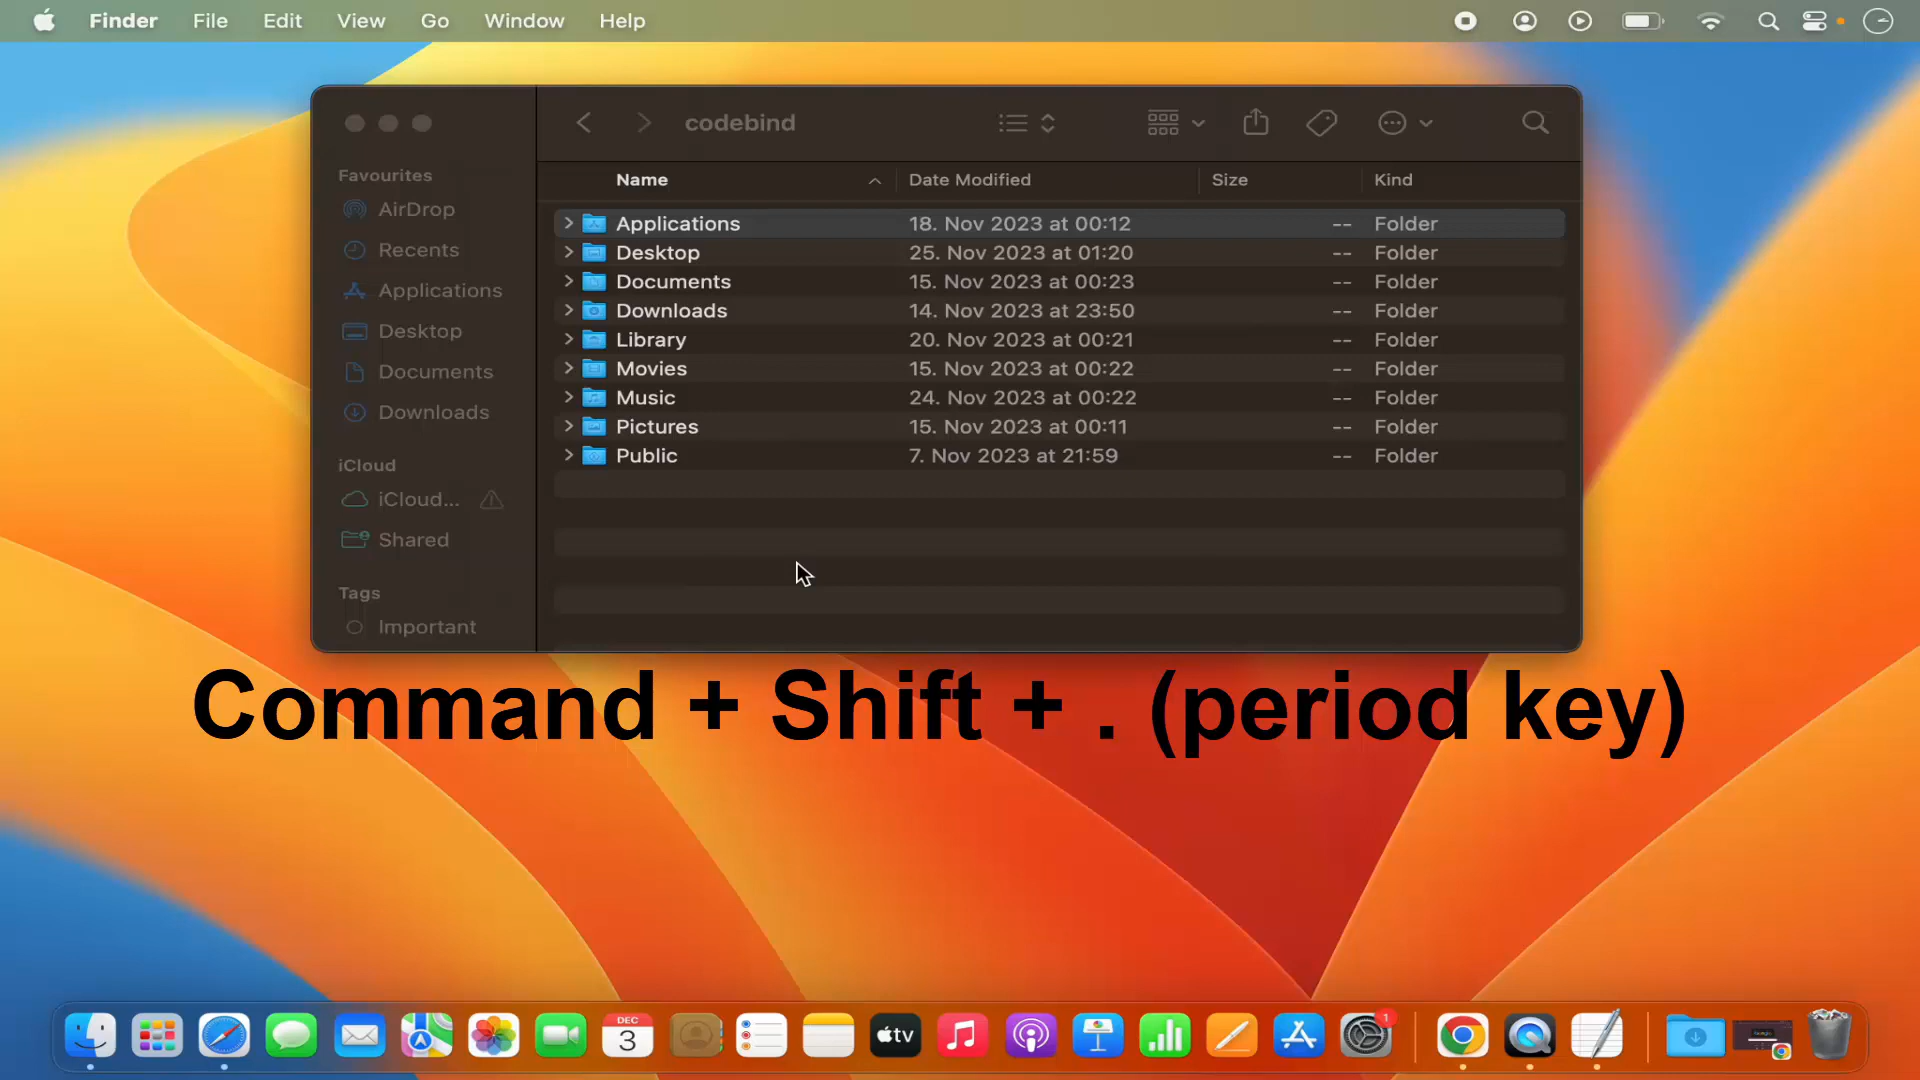 Finder File Edit View Go Window Help
codebind
Favourites
AirDrop
Recents
Applications
Desktop
Documents
Downloads
iCloud
iCloud...
Shared
Tags
Important
Name Date Modified Size Kind
Applications 18. Nov 2023 at 00:12 -- Folder
Desktop 25. Nov 2023 at 01:20 -- Folder
Documents 15. Nov 2023 at 00:23 -- Folder
Downloads 14. Nov 2023 at 23:50 -- Folder
Library 20. Nov 2023 at 00:21 -- Folder
Movies 15. Nov 2023 at 00:22 -- Folder
Music 24. Nov 2023 at 00:22 -- Folder
Pictures 15. Nov 2023 at 00:11 -- Folder
Public 7. Nov 2023 at 21:59 -- Folder
Command + Shift + . (period key)
DEC
3
tv
1